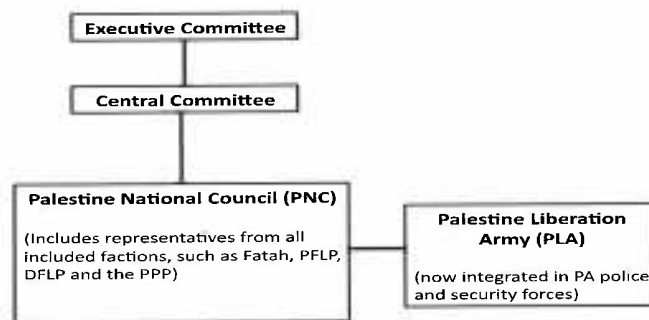 Executive Committee
Central Committee
Palestine National Council (PNC)
(Includes representatives from all
included factions, such as Fatah, PFLP,
DFLP and the PPP)
Palestine Liberation
Army (PLA)
(now integrated in PA police
and security forces)